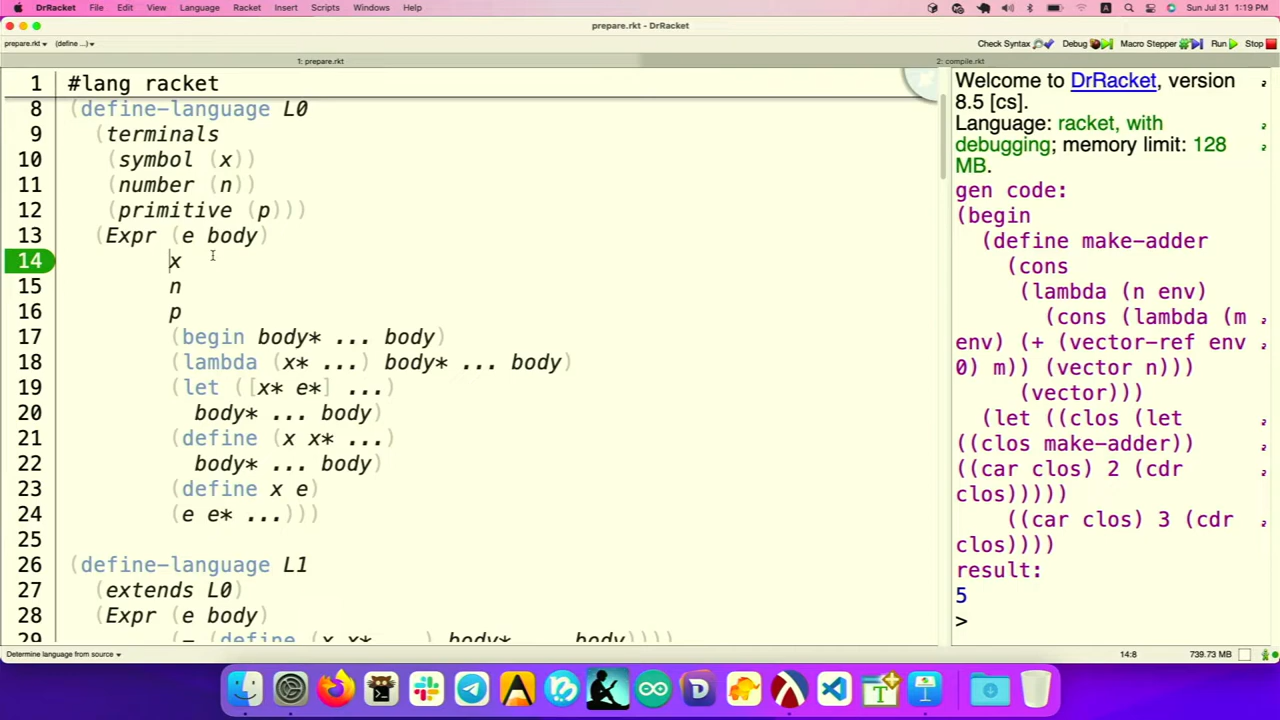 DrRacket File Edit View Language Racket Insert Scripts Windows Help
Sun Jul 31 1:19 PM
prepare.rkt - DrRacket
prepare.rkt (define ...) Check Syntax Debug Macro Stepper Run Stop
1: prepare.rkt 2: compile.rkt
1 #lang racket
8 (define-language L0
9 (terminals
10 (symbol (x))
11 (number (n))
12 (primitive (p)))
13 (Expr (e body)
14 x
15 n
16 p
17 (begin body* ... body)
18 (lambda (x* ...) body* ... body)
19 (let ([x* e*] ...)
20 body* ... body)
21 (define (x x* ...)
22 body* ... body)
23 (define x e)
24 (e e* ...)))
25
26 (define-language L1
27 (extends L0)
28 (Expr (e body)
29 (- (define (x x* ...) body* ... body))))
Welcome to DrRacket, version
8.5 [cs].
Language: racket, with
debugging; memory limit: 128
MB.
gen code:
(begin
(define make-adder
(cons
(lambda (n env)
(cons (lambda (m
env) (+ (vector-ref env
0) m)) (vector n)))
(vector)))
(let ((clos (let
((clos make-adder))
((car clos) 2 (cdr
clos)))))
((car clos) 3 (cdr
clos))))
result:
5
>
Determine language from source 14:8 739.73 MB